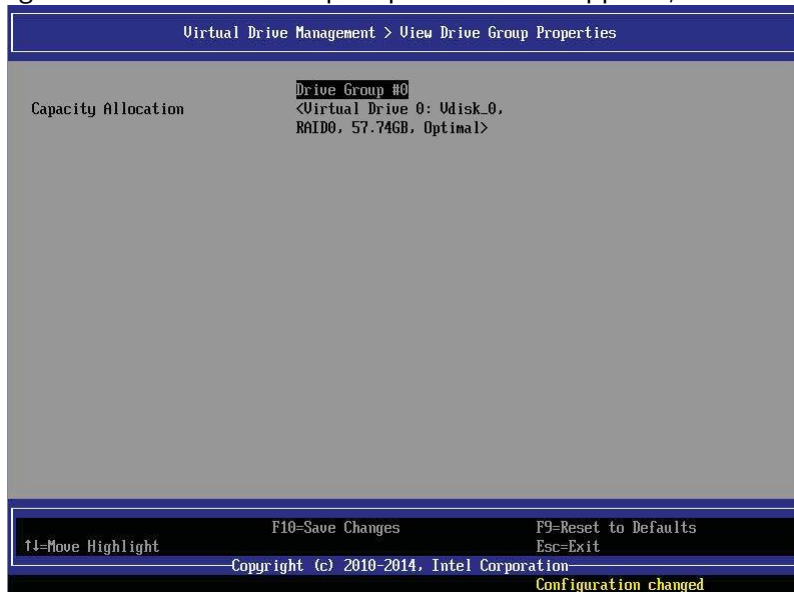 Virtual Drive Management > View Drive Group Properties
Drive Group #0
Capacity Allocation <Virtual Drive 0: Vdisk_0,
RAID0, 57.74GB, Optimal>
F10=Save Changes F9=Reset to Defaults
↑↓=Move Highlight Esc=Exit
Copyright (c) 2010-2014, Intel Corporation
Configuration changed